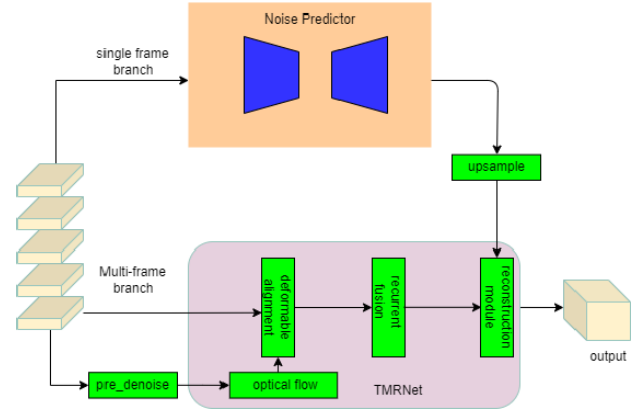 Noise Predictor
single frame
branch
upsample
Multi-frame
branch
deformable
alignment
recurrent
fusion
reconstruction
module
output
pre_denoise
optical flow
TMRNet